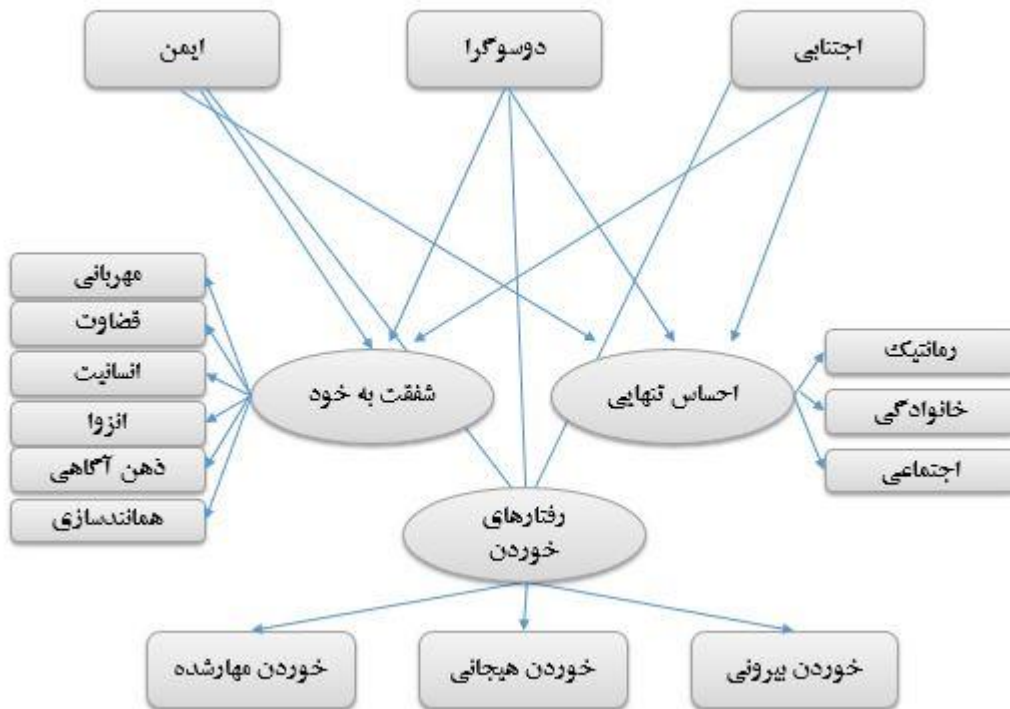 اجتنابی
دوسوگرا
ایمن
مهربانی
قضاوت
انسانیت
انزوا
ذهن آگاهی
همانندسازی
شفقت به خود
احساس تنهایی
رمانتیک
خانوادگی
اجتماعی
رفتارهای
خوردن
خوردن بیرونی
خوردن هیجانی
خوردن مهارشده